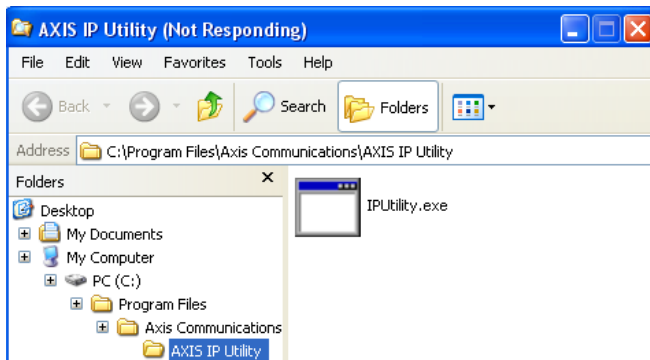 AXIS IP Utility (Not Responding)
File Edit View Favorites Tools Help
Back Search Folders
Address C:\Program Files\Axis Communications\AXIS IP Utility
Folders x
IPUtility.exe
Desktop
My Documents
My Computer
PC (C:)
Program Files
Axis Communications
AXIS IP Utility